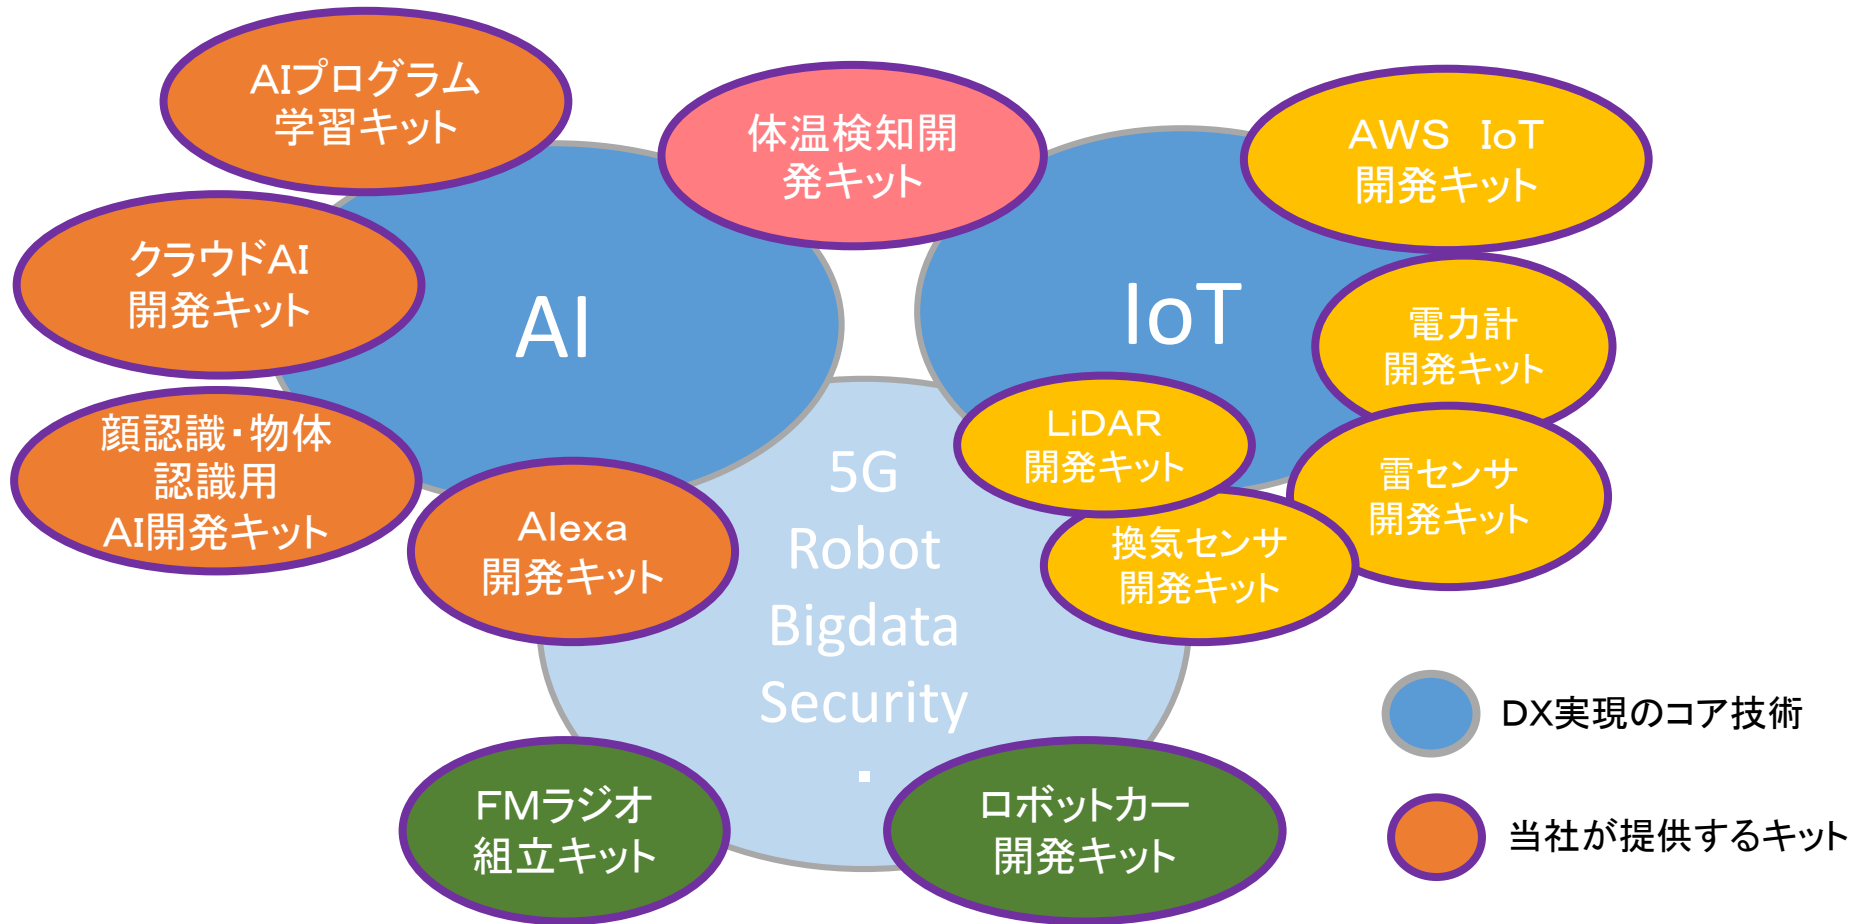 AIプログラム
学習キット
体温検知開
発キット
AWS　IoT
開発キット
クラウドAI
開発キット
AI
IoT
電力計
開発キット
顔認識・物体
認識用
AI開発キット
LiDAR
開発キット
雷センサ
開発キット
5G
Robot
Bigdata
Security
・
Alexa
開発キット
換気センサ
開発キット
FMラジオ
組立キット
ロボットカー
開発キット
DX実現のコア技術
当社が提供するキット